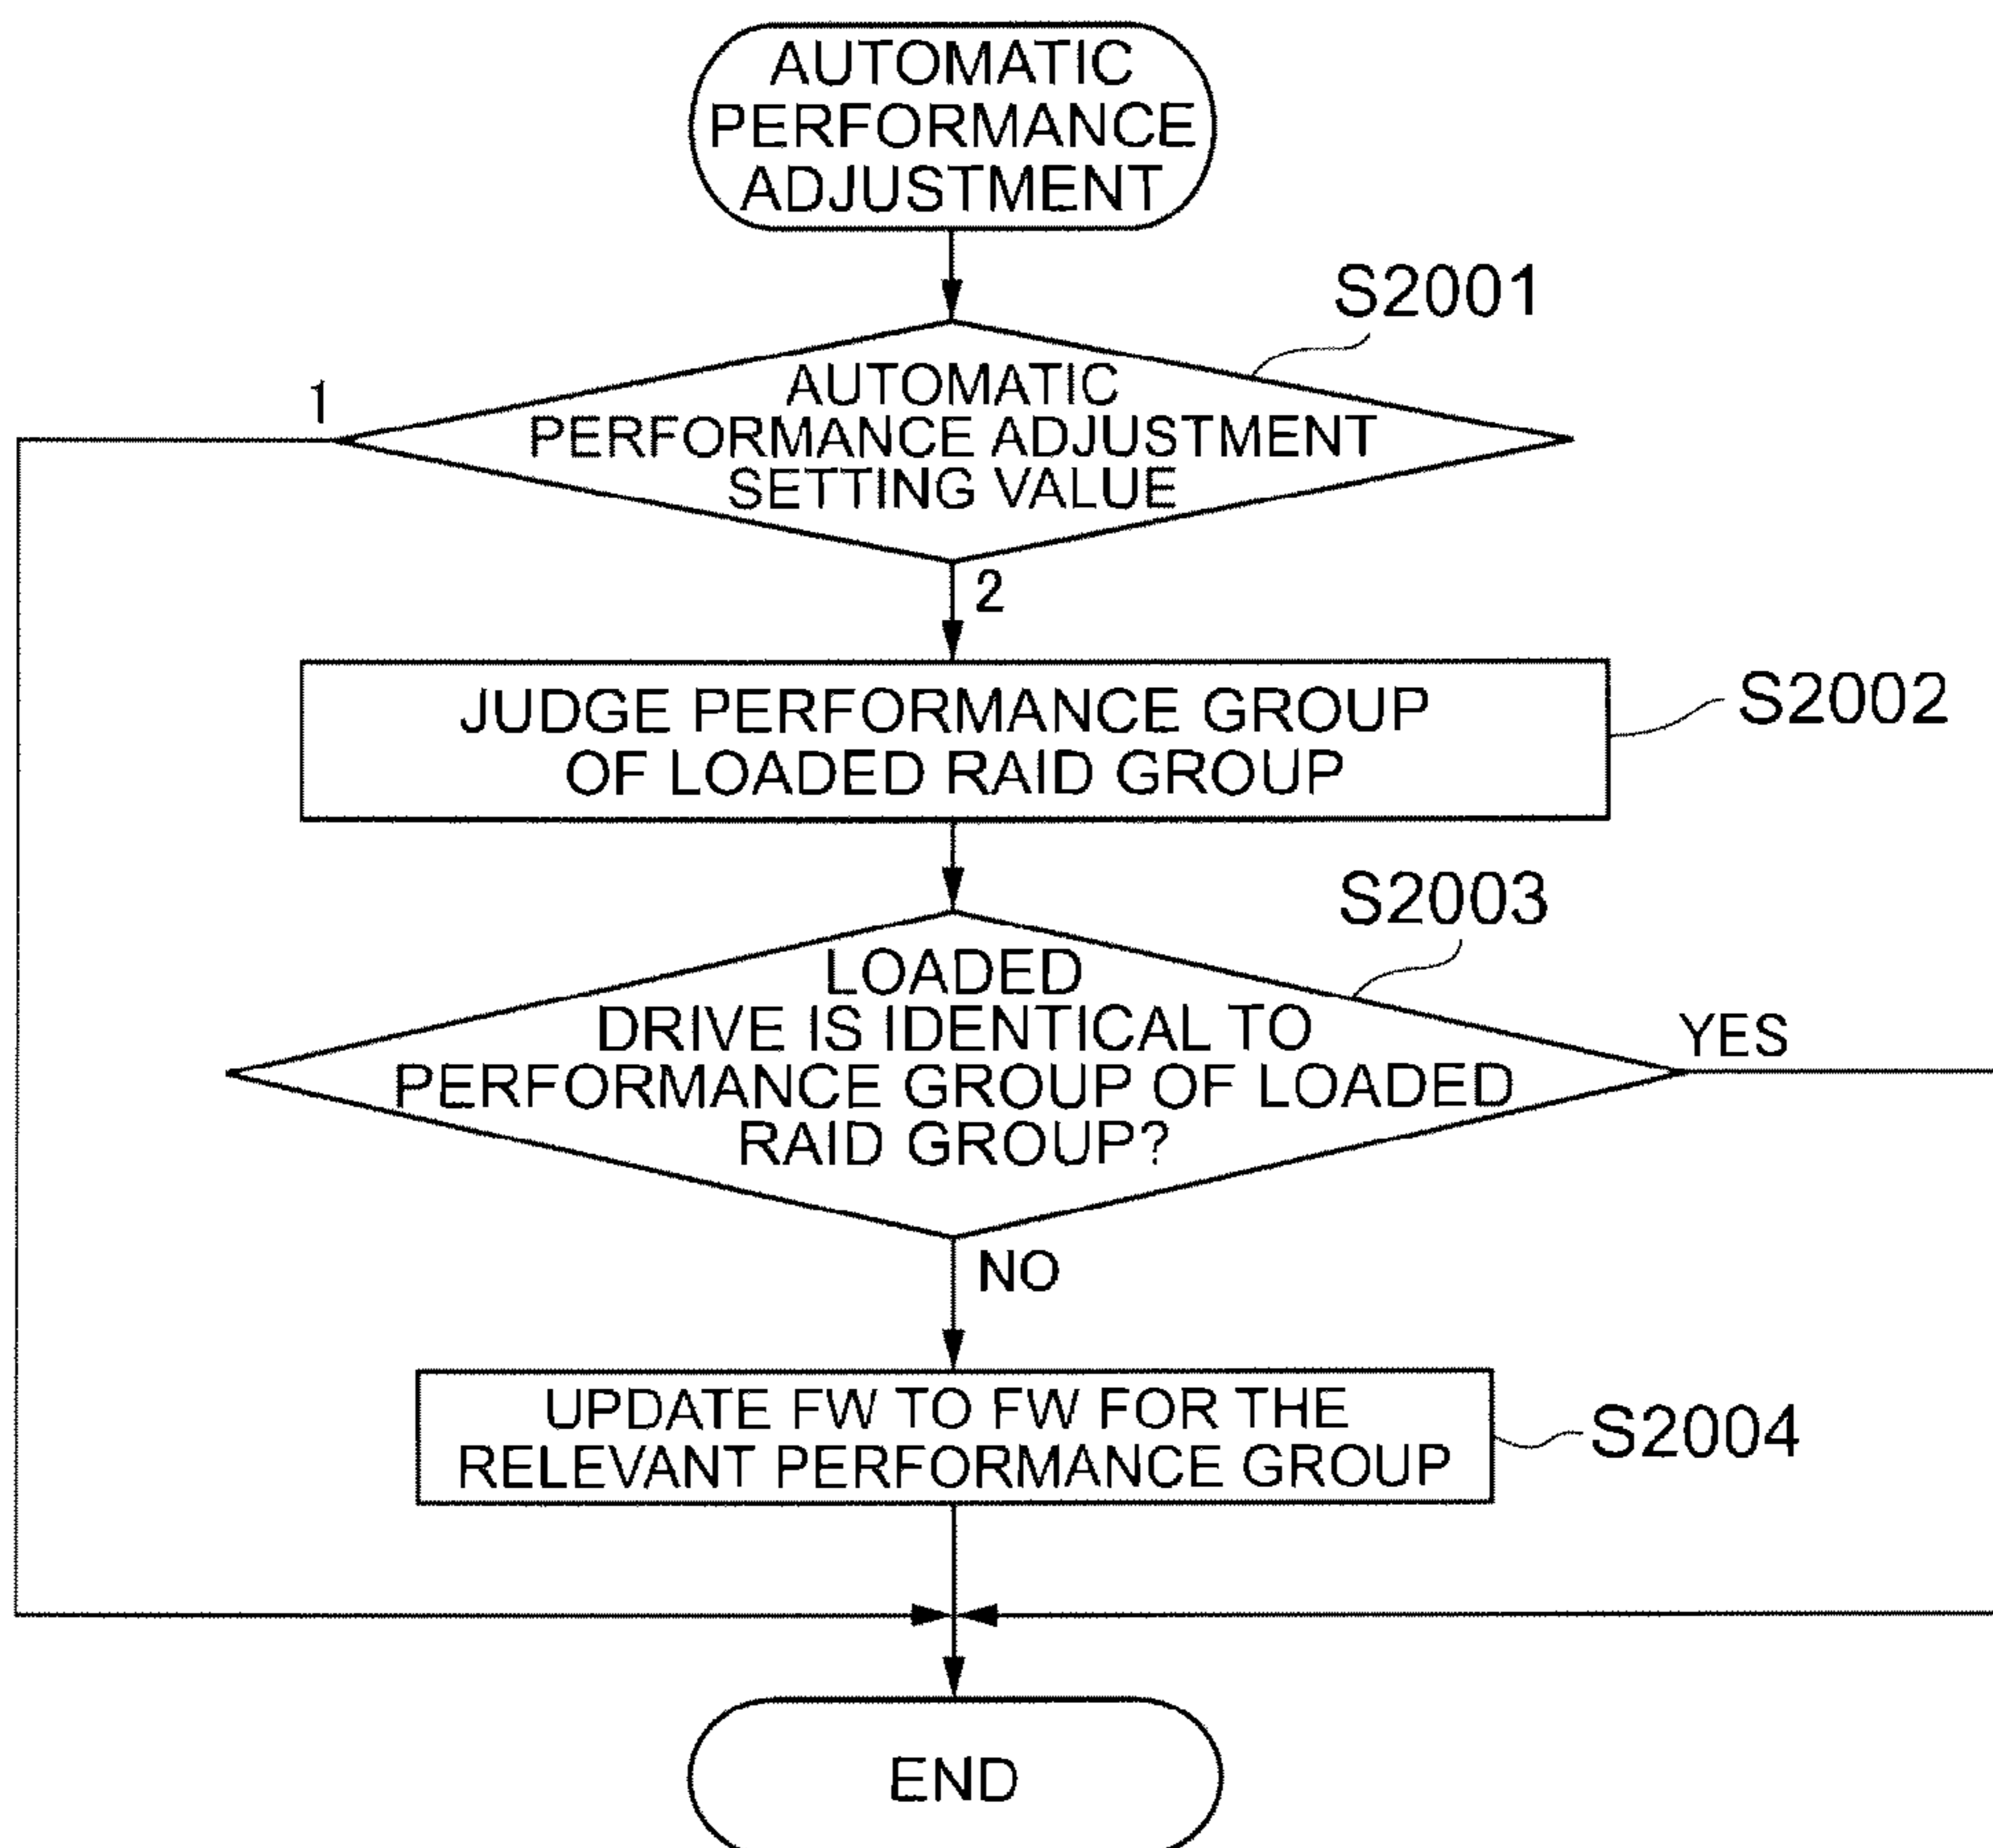 AUTOMATIC
PERFORMANCE
ADJUSTMENT
S2001
1
AUTOMATIC
PERFORMANCE ADJUSTMENT
SETTING VALUE
2
JUDGE PERFORMANCE GROUP
OF LOADED RAID GROUP
S2002
S2003
LOADED
DRIVE IS IDENTICAL TO
PERFORMANCE GROUP OF LOADED
RAID GROUP?
YES
NO
UPDATE FW TO FW FOR THE
RELEVANT PERFORMANCE GROUP
S2004
END